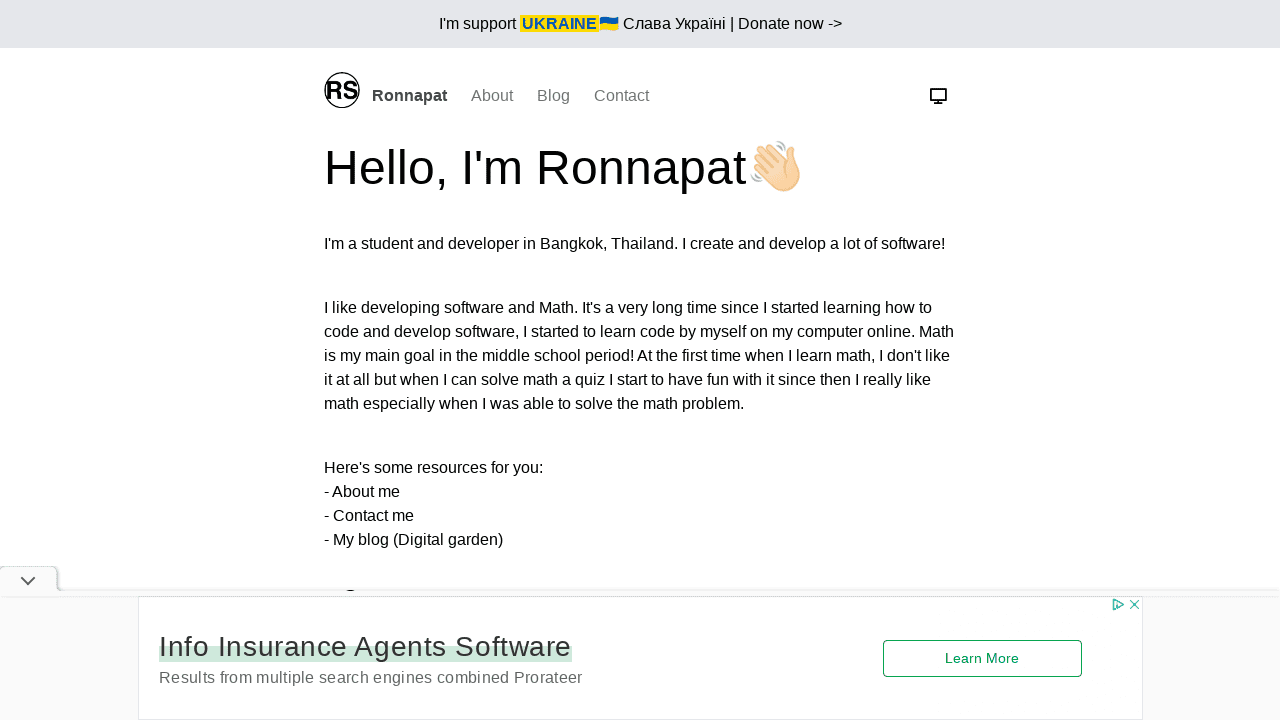 I'm support UKRAINE🇺🇦 Слава Україні | Donate now ->
RS Ronnapat About Blog Contact
Hello, I'm Ronnapat👋🏻
I'm a student and developer in Bangkok, Thailand. I create and develop a lot of software!
I like developing software and Math. It's a very long time since I started learning how to
code and develop software, I started to learn code by myself on my computer online. Math
is my main goal in the middle school period! At the first time when I learn math, I don't like
it at all but when I can solve math a quiz I start to have fun with it since then I really like
math especially when I was able to solve the math problem.
Here's some resources for you:
- About me
- Contact me
- My blog (Digital garden)
Info Insurance Agents Software
Results from multiple search engines combined Prorateer
Learn More